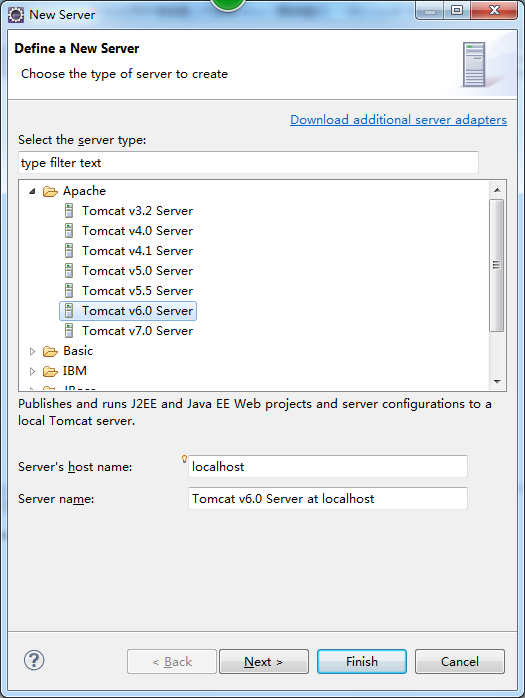 New Server
Define a New Server
Choose the type of server to create
Download additional server adapters
Select the server type:
type filter text
Apache
Tomcat v3.2 Server
Tomcat v4.0 Server
Tomcat v4.1 Server
Tomcat v5.0 Server
Tomcat v5.5 Server
Tomcat v6.0 Server
Tomcat v7.0 Server
Basic
IBM
Publishes and runs J2EE and Java EE Web projects and server configurations to a
local Tomcat server.
Server's host name:
localhost
Server name:
Tomcat v6.0 Server at localhost
?
< Back
Next >
Finish
Cancel